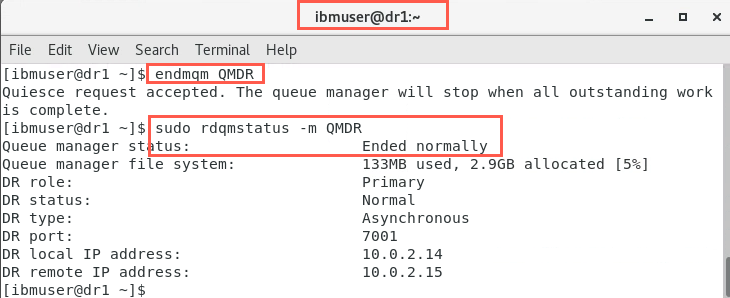 ibmuser@dr1:~
File Edit View Search Terminal Help
[ibmuser@dr1 ~]$ endmqm QMDR
Quiesce request accepted. The queue manager will stop when all outstanding work
is complete.
[ibmuser@dr1 ~]$ sudo rdqmstatus -m QMDR
Queue manager status: Ended normally
Queue manager file system: 133MB used, 2.9GB allocated [5%]
DR role: Primary
DR status: Normal
DR type: Asynchronous
DR port: 7001
DR local IP address: 10.0.2.14
DR remote IP address: 10.0.2.15
[ibmuser@dr1 ~]$